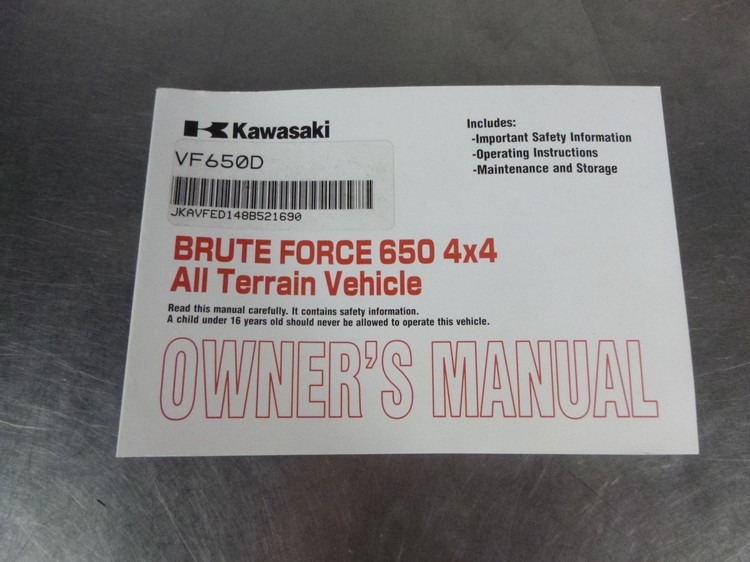 Kawasaki
VF650D
JKAVFED148B521690
Includes:
-Important Safety Information
-Operating Instructions
-Maintenance and Storage
BRUTE FORCE 650 4x4
All Terrain Vehicle
Read this manual carefully. It contains safety information.
A child under 16 years old should never be allowed to operate this vehicle.
OWNER'S MANUAL